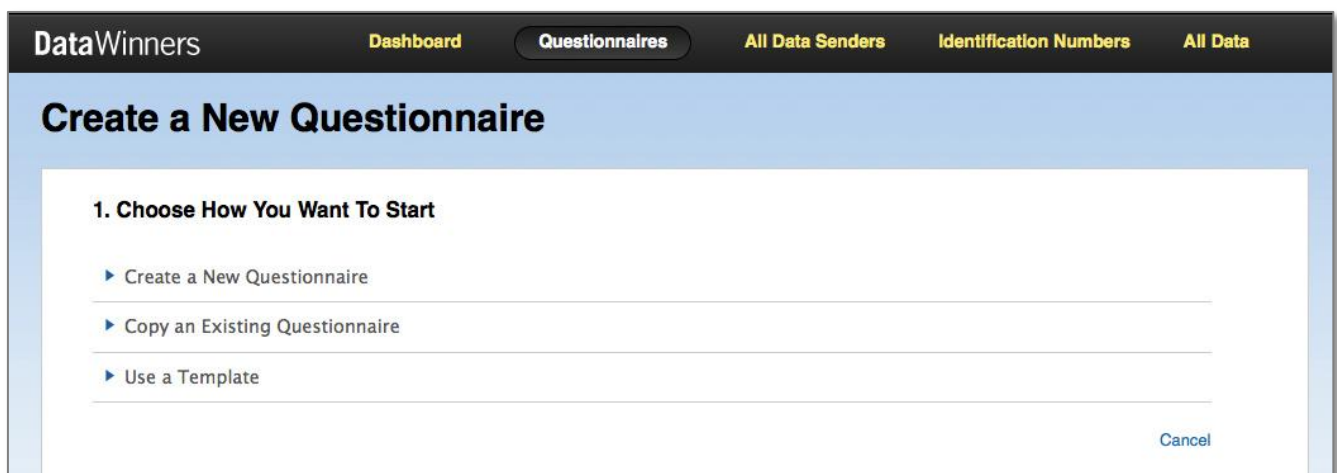 DataWinners Dashboard Questionnaires All Data Senders Identification Numbers All Data
Create a New Questionnaire
1. Choose How You Want To Start
Create a New Questionnaire
Copy an Existing Questionnaire
Use a Template
Cancel